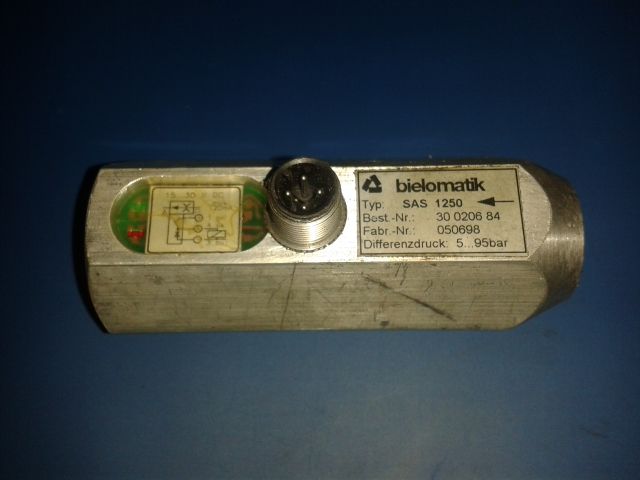 bielomatik
Typ: SAS 1250
Best.-Nr.: 30 0206 84
Fabr.-Nr.: 050698
Differenzdruck: 5...95bar